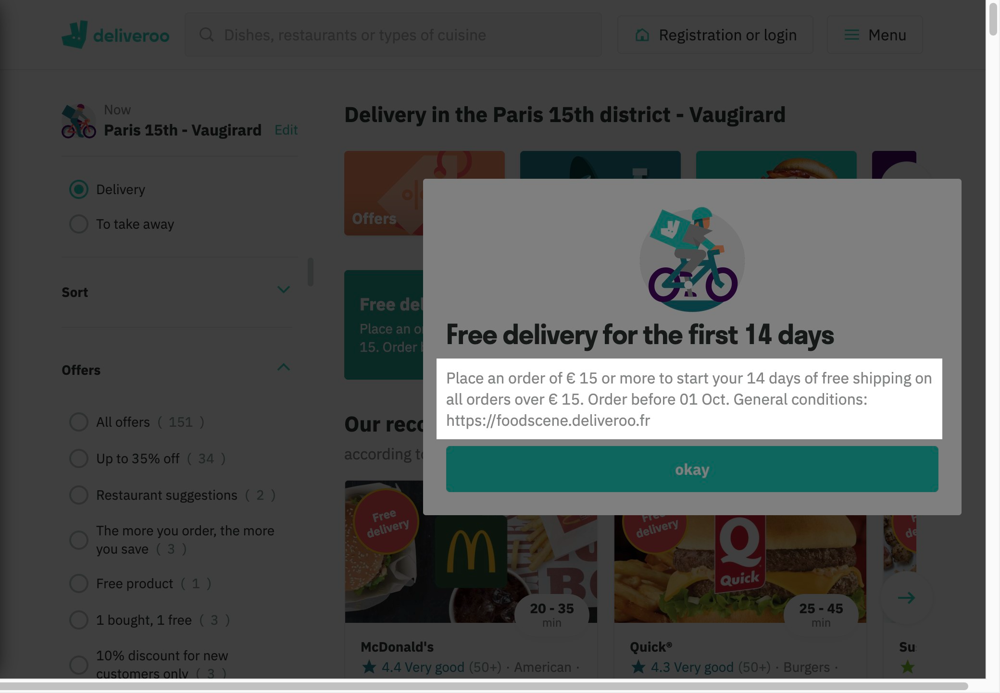 deliveroo
Dishes, restaurants or types of cuisine
Registration or login
Menu
Now
Paris 15th - Vaugirard Edit
Delivery
To take away
Sort
Offers
All offers ( 151 )
Up to 35% off ( 34 )
Restaurant suggestions ( 2 )
The more you order, the more
you save ( 3 )
Free product ( 1 )
1 bought, 1 free ( 3 )
10% discount for new
customers only ( 3 )
Delivery in the Paris 15th district - Vaugirard
Offers
Free del
Place an or
15. Order
Our reco
according to
Free delivery for the first 14 days
Place an order of € 15 or more to start your 14 days of free shipping on
all orders over € 15. Order before 01 Oct. General conditions:
https://foodscene.deliveroo.fr
okay
Free
delivery
20 - 35
min
McDonald's
4.4 Very good (50+) · American ·
Free
delivery
Quick
25 - 45
min
Quick®
4.3 Very good (50+) · Burgers ·
de
Su